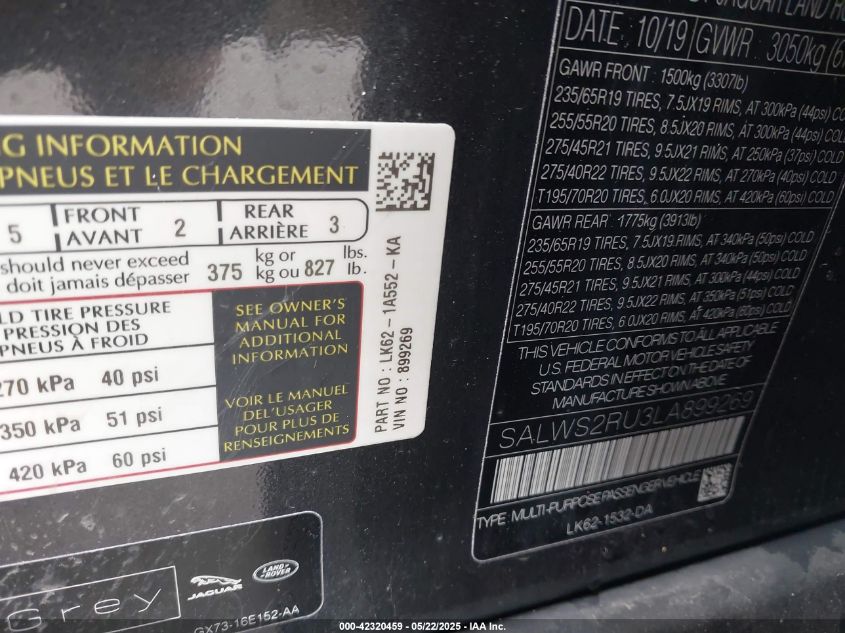 G INFORMATION
PNEUS ET LE CHARGEMENT
5 FRONT AVANT 2 REAR ARRIÈRE 3
should never exceed 375 kg or 827 lbs.
doit jamais dépasser kg ou lb.
LD TIRE PRESSURE
PRESSION DES
PNEUS À FROID
270 kPa 40 psi
350 kPa 51 psi
420 kPa 60 psi
SEE OWNER'S
MANUAL FOR
ADDITIONAL
INFORMATION
VOIR LE MANUEL
DEL'USAGER
POUR PLUS DE
RENSEIGNEMENTS
PART NO : LK62 - 1A552 - KA
VIN NO : 899269
JAGUAR LAND
DATE: 10/19 GVWR: 3050kg
GAWR FRONT : 1500kg (3307lb)
235/65R19 TIRES, 7.5JX19 RIMS, AT 300kPa (44psi) COLD
255/55R20 TIRES, 8.5JX20 RIMS, AT 300kPa (44psi) COLD
275/45R21 TIRES, 9.5JX21 RIMS, AT 250kPa (37psi) COLD
275/40R22 TIRES, 9.5JX22 RIMS, AT 270kPa (40psi) COLD
T195/70R20 TIRES, 6.0JX20 RIMS, AT 420kPa (60psi) COLD
GAWR REAR : 1775kg (3913lb)
235/65R19 TIRES, 7.5JX19 RIMS, AT 340kPa (50psi) COLD
255/55R20 TIRES, 8.5JX20 RIMS, AT 340kPa (50psi) COLD
275/45R21 TIRES, 9.5JX21 RIMS, AT 300kPa (44psi) COLD
275/40R22 TIRES, 9.5JX22 RIMS, AT 350kPa (51psi) COLD
T195/70R20 TIRES, 6.0JX20 RIMS, AT 420kPa (60psi) COLD
THIS VEHICLE CONFORMS TO ALL APPLICABLE
U.S. FEDERAL MOTOR VEHICLE SAFETY
STANDARDS IN EFFECT ON THE DATE OF
MANUFACTURE SHOWN ABOVE
SALWS2RU3LA899269
TYPE: MULTI-PURPOSE PASSENGER VEHICLE
LK62-1532-DA
Grey
JAGUAR
LAND ROVER
GX73-16E152-AA
000-42320459 - 05/22/2025 - IAA Inc.